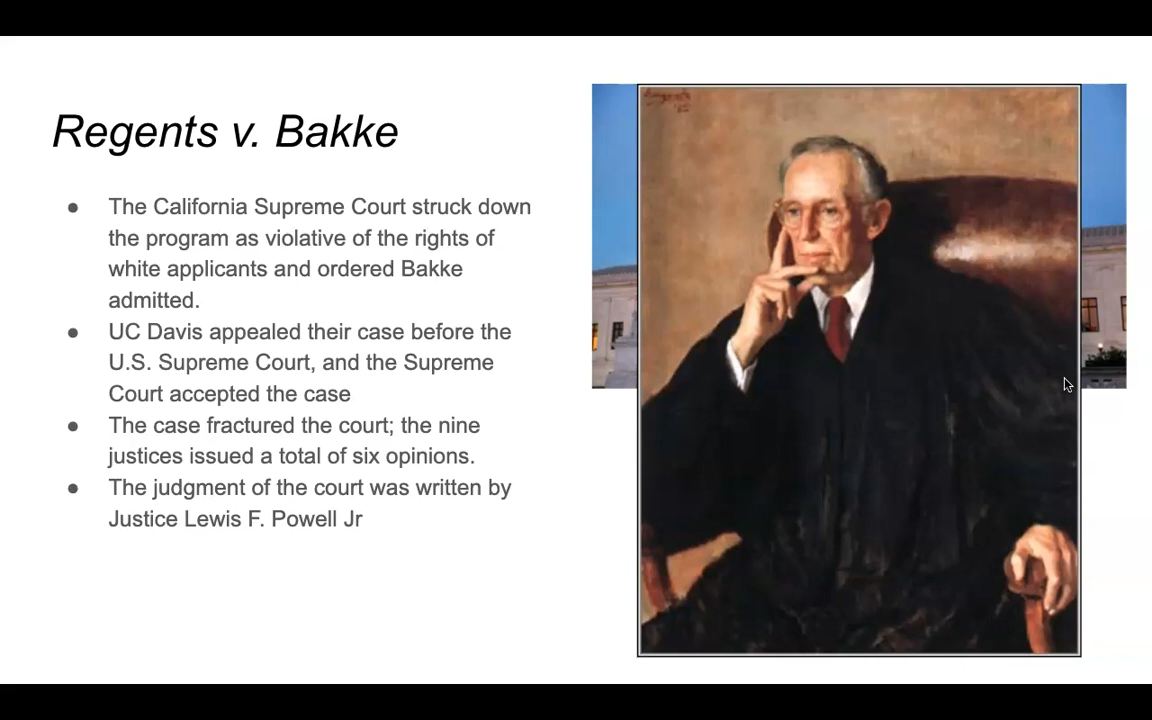 Regents v. Bakke
● The California Supreme Court struck down
the program as violative of the rights of
white applicants and ordered Bakke
admitted.
● UC Davis appealed their case before the
U.S. Supreme Court, and the Supreme
Court accepted the case
● The case fractured the court; the nine
justices issued a total of six opinions.
● The judgment of the court was written by
Justice Lewis F. Powell Jr